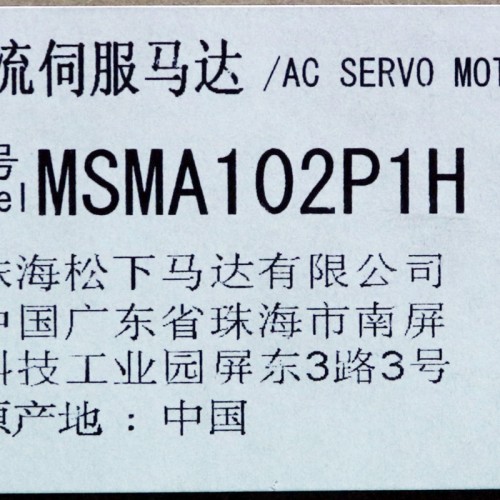 流伺服马达 /AC SERVO MOT
号
el MSMA102P1H
珠海松下马达有限公司
中国广东省珠海市南屏
科技工业园屏东3路3号
原产地：中国